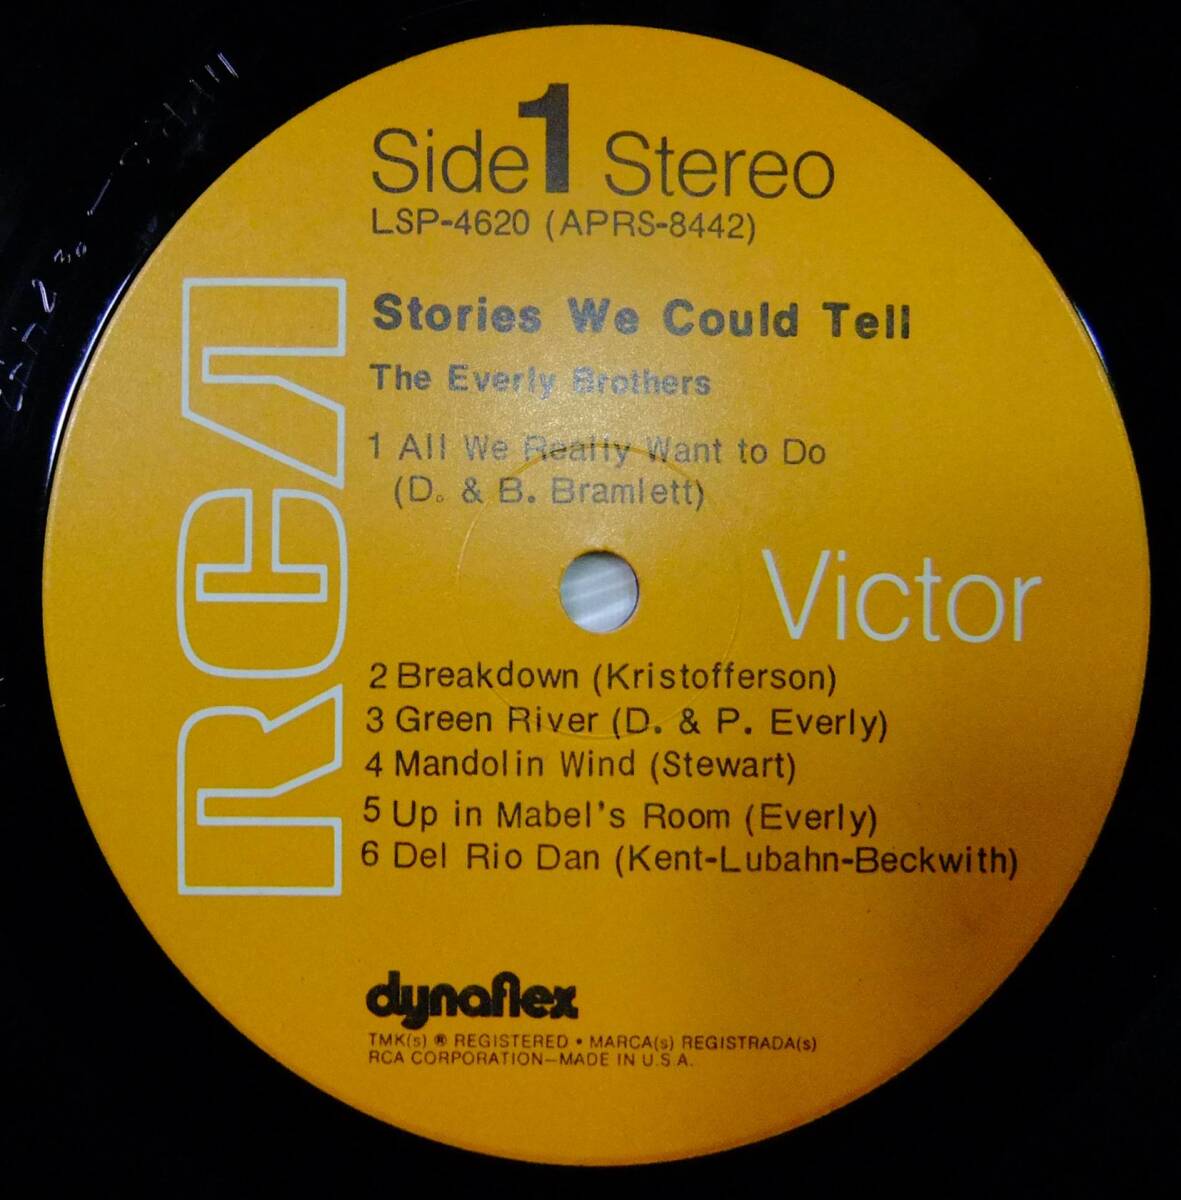 Side 1 Stereo
LSP-4620 (APRS-8442)
Stories We Could Tell
The Everly Brothers
1 All We Really Want to Do
(D. & B. Bramlett)
RCA
Victor
2 Breakdown (Kristofferson)
3 Green River (D. & P. Everly)
4 Mandolin Wind (Stewart)
5 Up in Mabel's Room (Everly)
6 Del Rio Dan (Kent-Lubahn-Beckwith)
dynaflex
TMK(s) ® REGISTERED • MARCA(s) REGISTRADA(s)
RCA CORPORATION—MADE IN U.S.A.